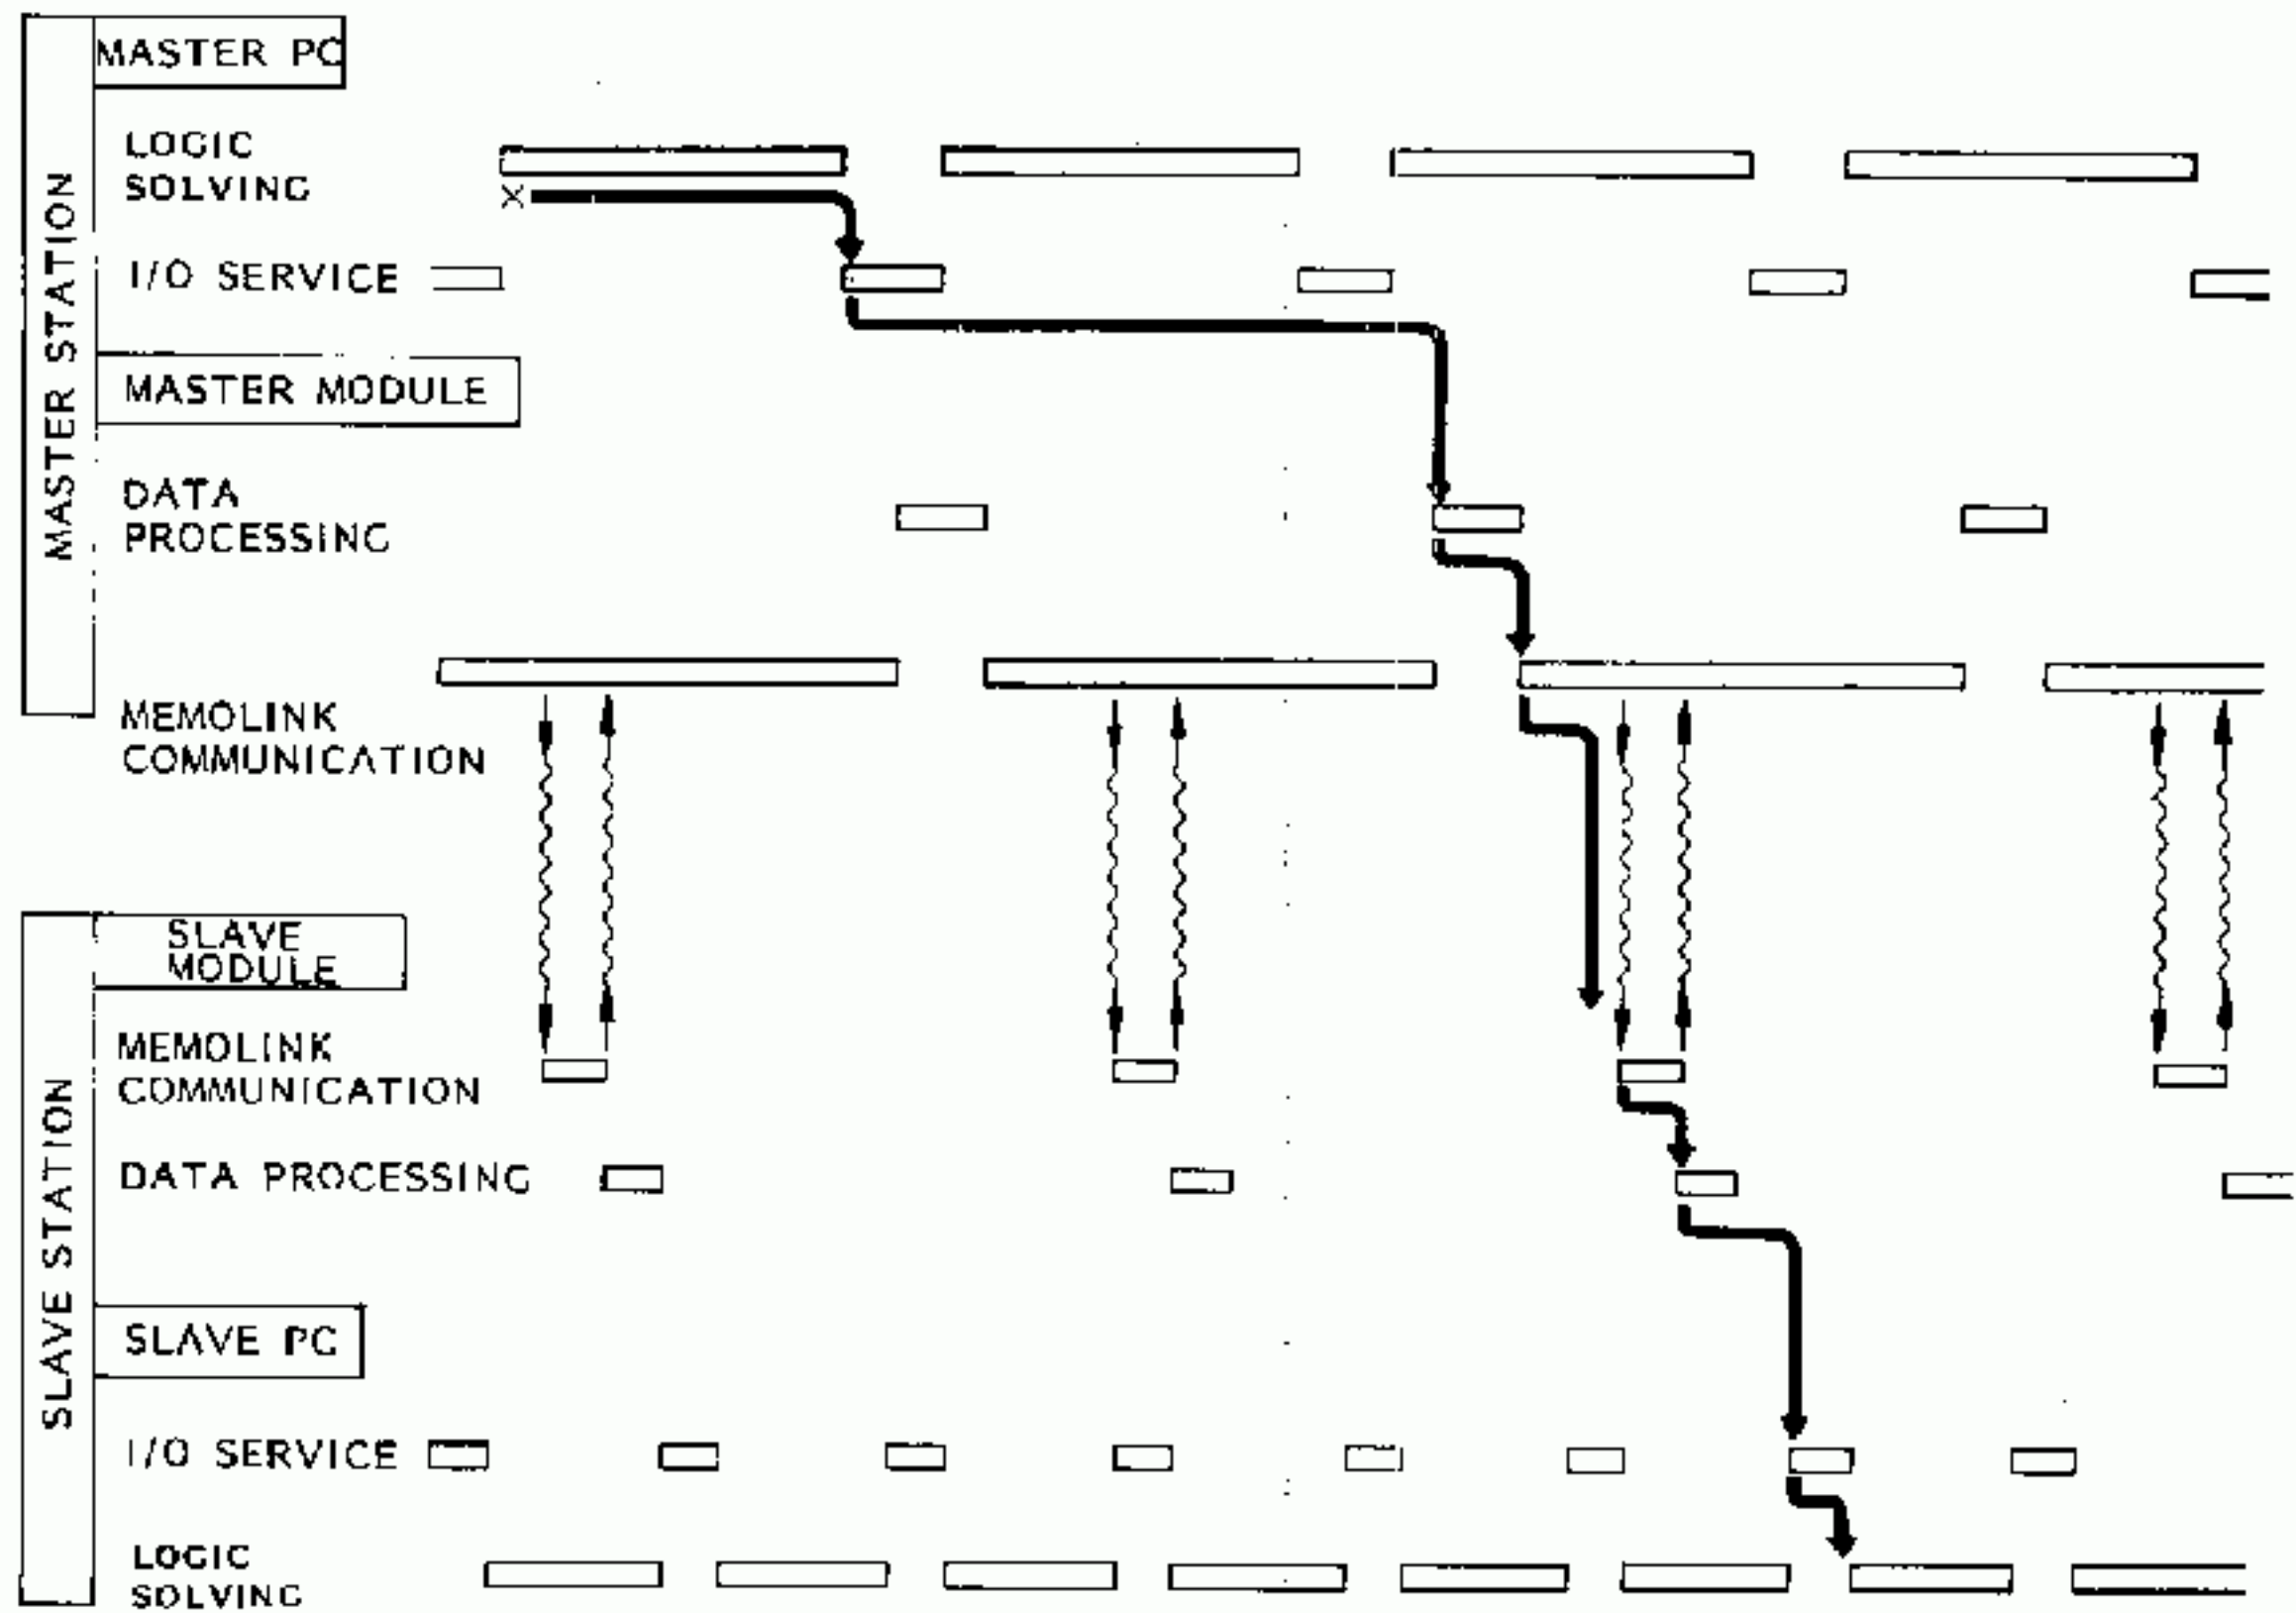 MASTER PC
LOGIC
SOLVING
X
I/O SERVICE
MASTER STATION
MASTER MODULE
DATA
PROCESSING
MEMOLINK
COMMUNICATION
SLAVE
MODULE
MEMOLINK
COMMUNICATION
DATA PROCESSING
SLAVE STATION
SLAVE PC
I/O SERVICE
LOGIC
SOLVING